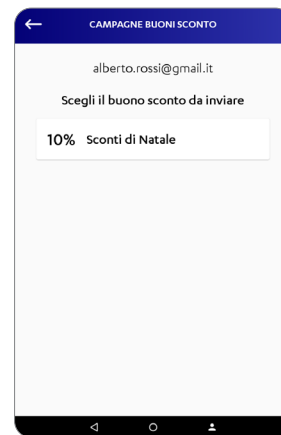 CAMPAGNE BUONI SCONTO
alberto.rossi@gmail.it
Scegli il buono sconto da inviare
10% Sconti di Natale